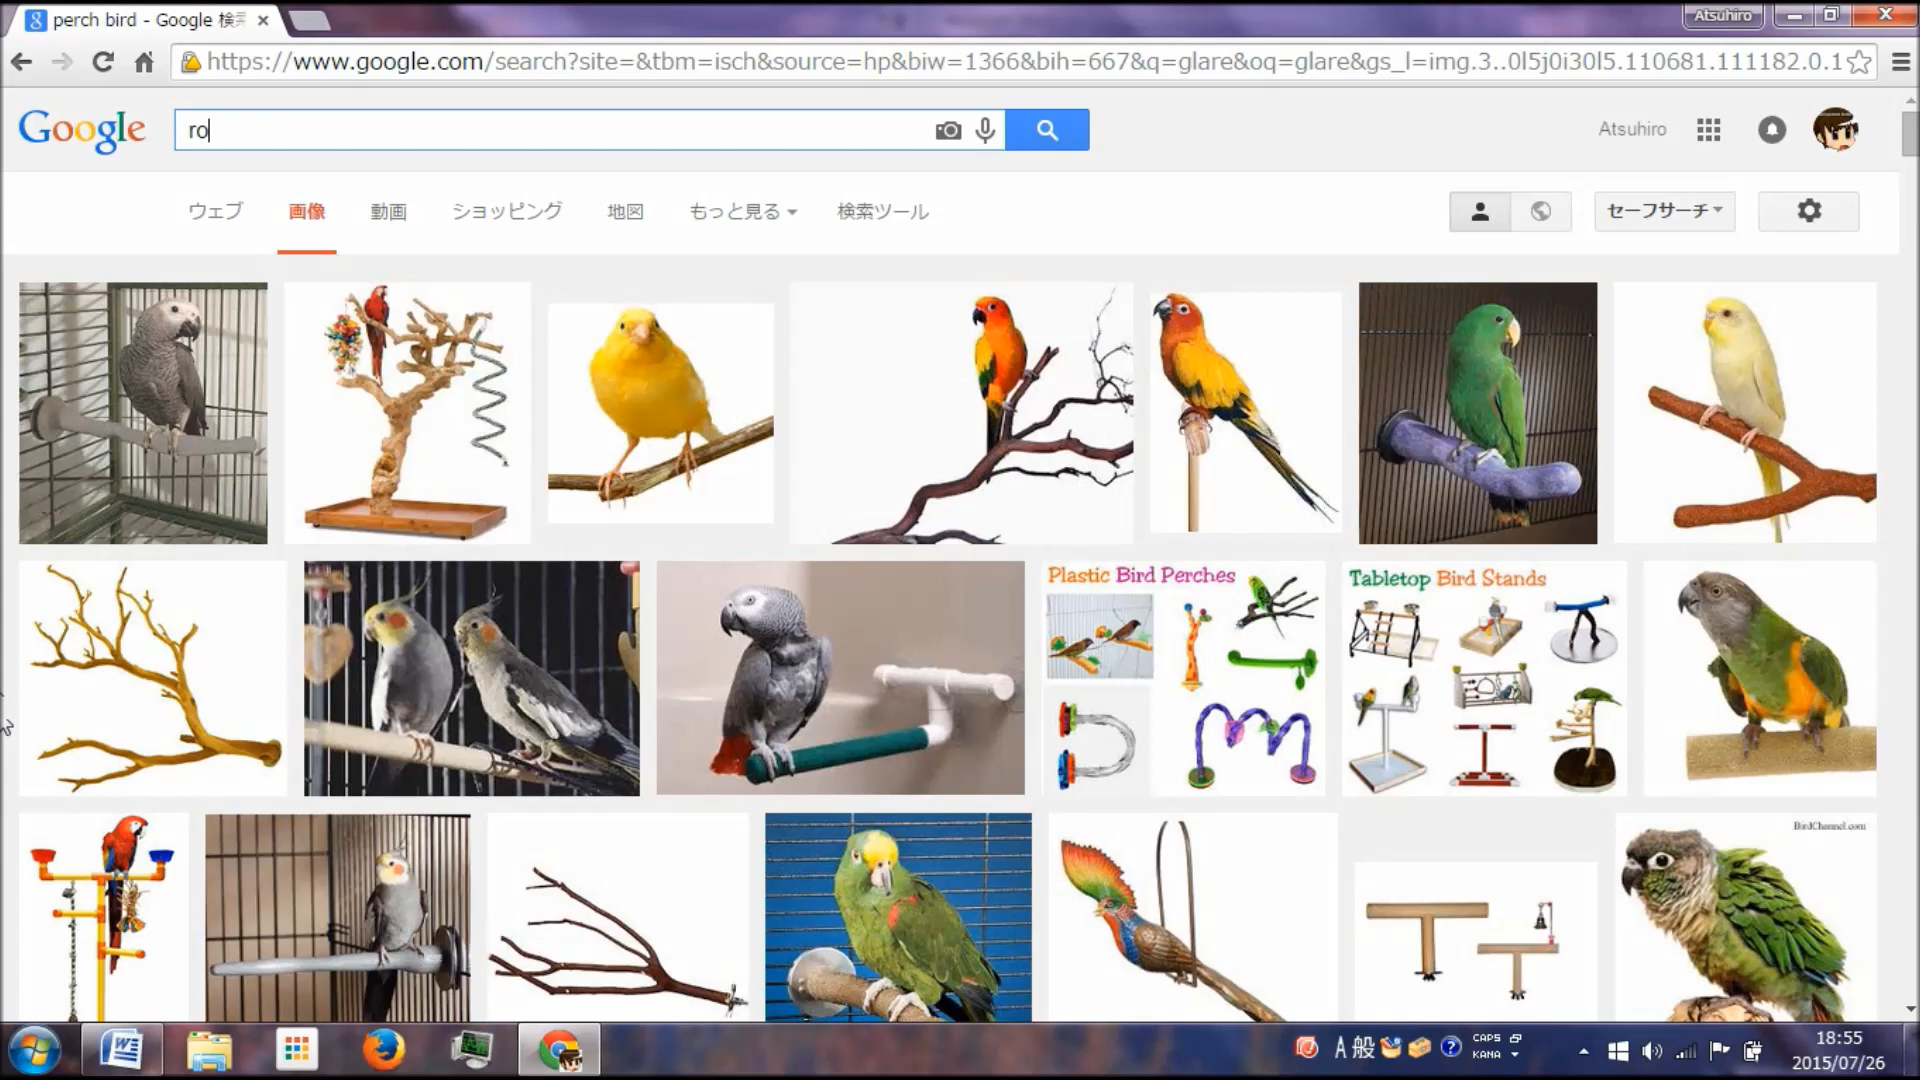 perch bird - Google 検索
Atsuhiro
https://www.google.com/search?site=&tbm=isch&source=hp&biw=1366&bih=667&q=glare&oq=glare&gs_l=img.3..0l5j0i30l5.110681.111182.0.1
Google
ro
Atsuhiro
ウェブ 画像 動画 ショッピング 地図 もっと見る 検索ツール
セーフサーチ
Plastic Bird Perches
Tabletop Bird Stands
BirdChannel.com
A 般
CAPS
KANA
18:55
2015/07/26